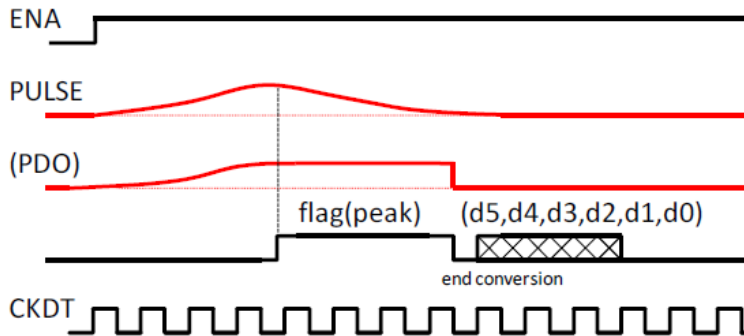 ENA
PULSE
(PDO)
flag(peak) (d5,d4,d3,d2,d1,d0)
end conversion
CKDT